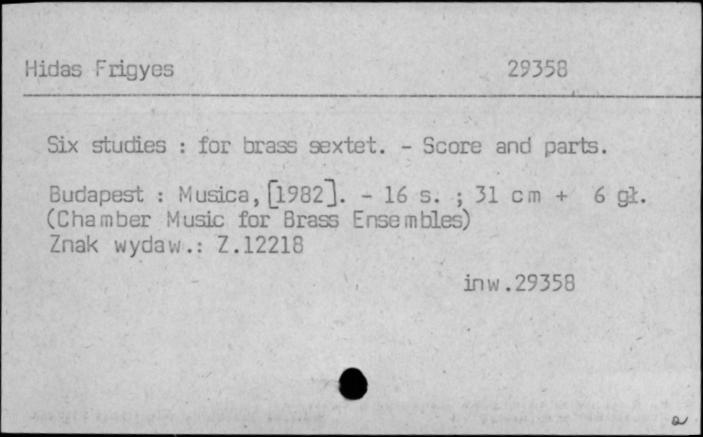 Hidas Frigyes 29358
Six studies : for brass sextet. - Score and parts.
Budapest : Musica, [1982]. - 16 s. ; 31 cm + 6 gł.
(Chamber Music for Brass Ensembles)
Znak wydaw.: Z.12218
inw.29358